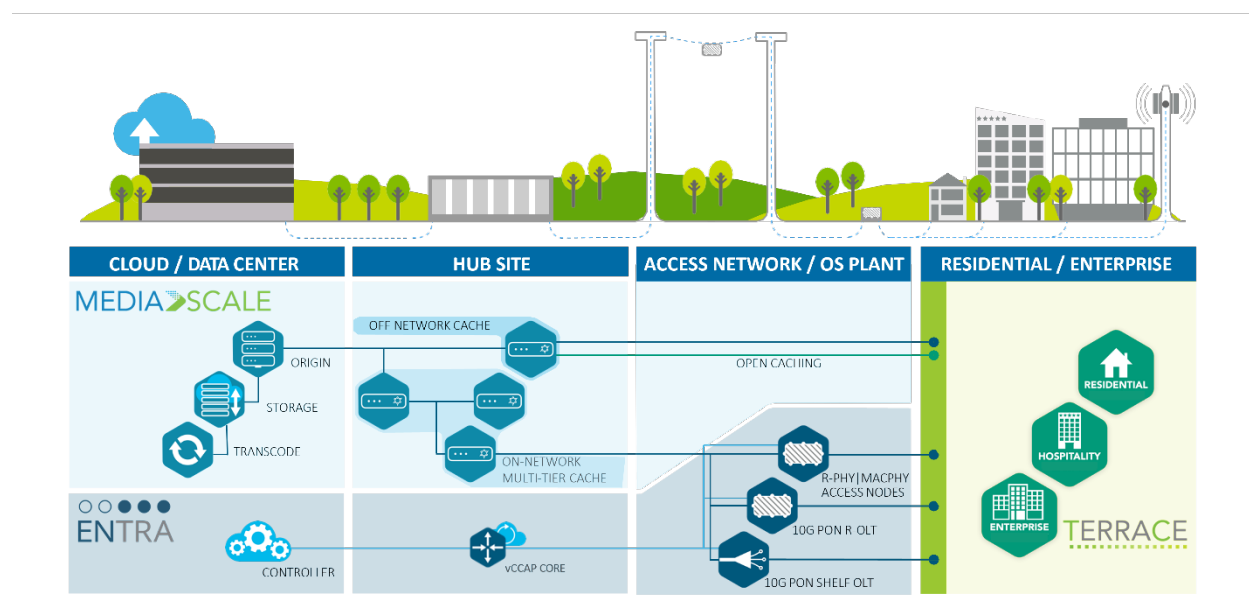 CLOUD / DATA CENTER
HUB SITE
ACCESS NETWORK / OS PLANT
RESIDENTIAL / ENTERPRISE
MEDIA SCALE
OFF NETWORK CACHE
ORIGIN
OPEN CACHING
STORAGE
TRANSCODE
ON-NETWORK
MULTI-TIER CACHE
R-PHY|MACPHY
ACCESS NODES
10G PON R OLT
10G PON SHELF OLT
ENTRA
CONTROLLER
vCCAP CORE
RESIDENTIAL
HOSPITALITY
ENTERPRISE
TERRACE